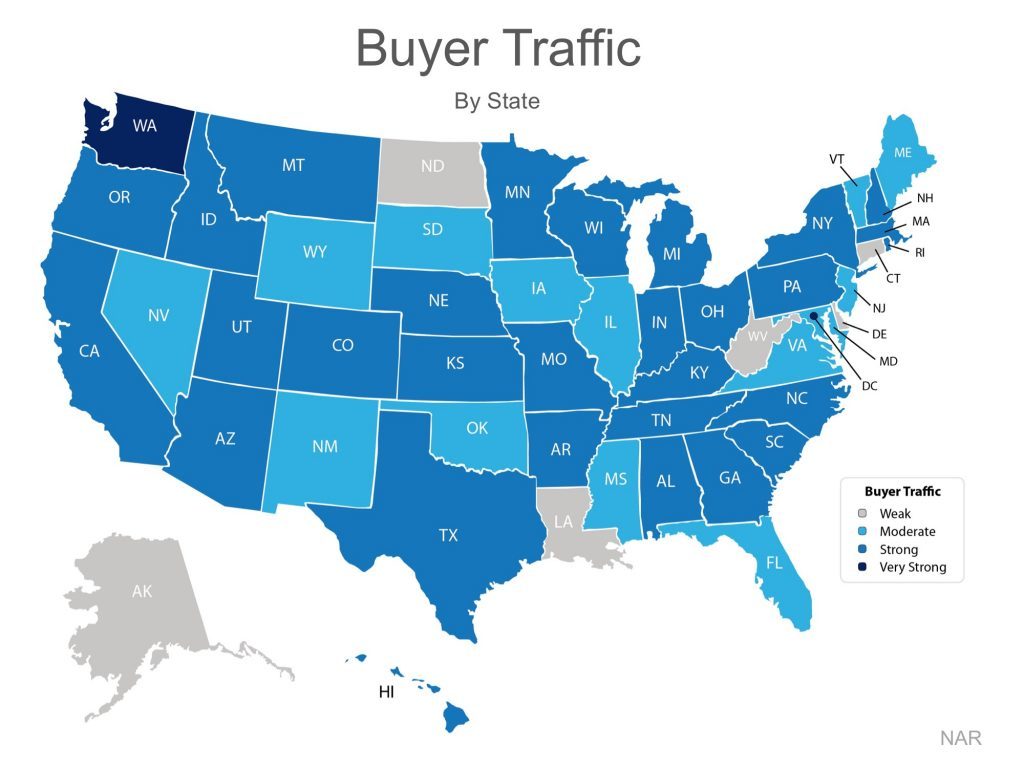 Buyer Traffic
By State
WA
MT
ND
MN
ME
VT
OR
ID
SD
WI
MI
NY
NH
MA
RI
CT
WY
NE
IA
PA
NJ
NV
UT
CO
KS
IL
IN
OH
WV
VA
DE
MD
DC
CA
MO
KY
AZ
NM
OK
AR
TN
NC
SC
MS
AL
GA
TX
LA
FL
AK
HI
Buyer Traffic
Weak
Moderate
Strong
Very Strong
NAR